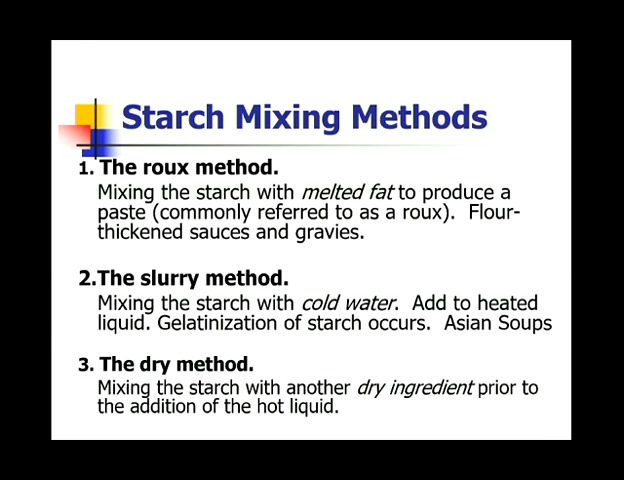 Starch Mixing Methods
1. The roux method.
Mixing the starch with melted fat to produce a
paste (commonly referred to as a roux).  Flour-
thickened sauces and gravies.
2.The slurry method.
Mixing the starch with cold water.  Add to heated
liquid. Gelatinization of starch occurs.  Asian Soups
3. The dry method.
Mixing the starch with another dry ingredient prior to
the addition of the hot liquid.